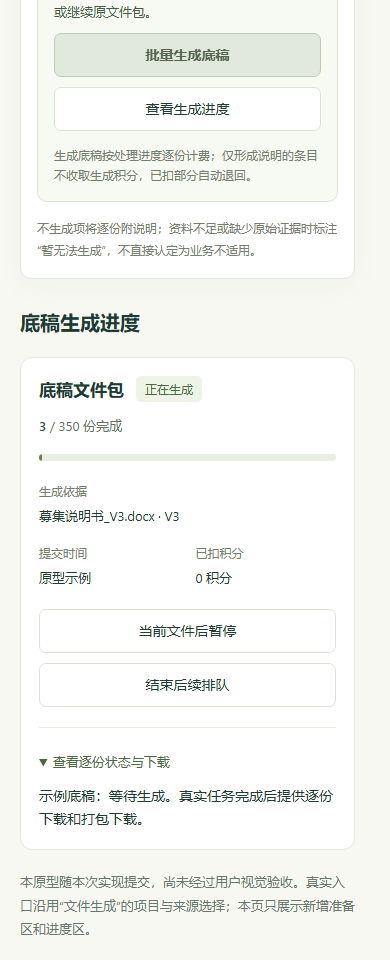 或继续原文件包。
批量生成底稿
查看生成进度
生成底稿按处理进度逐份计费；仅形成说明的条目
不收取生成积分，已扣部分自动退回。
不生成项将逐份附说明；资料不足或缺少原始证据时标注
“暂无法生成”，不直接认定为业务不适用。
底稿生成进度
底稿文件包 正在生成
3 / 350 份完成
生成依据
募集说明书_V3.docx · V3
提交时间 已扣积分
原型示例 0 积分
当前文件后暂停
结束后续排队
▼ 查看逐份状态与下载
示例底稿：等待生成。真实任务完成后提供逐份
下载和打包下载。
本原型随本次实现提交，尚未经过用户视觉验收。真实入
口沿用“文件生成”的项目与来源选择；本页只展示新增准备
区和进度区。